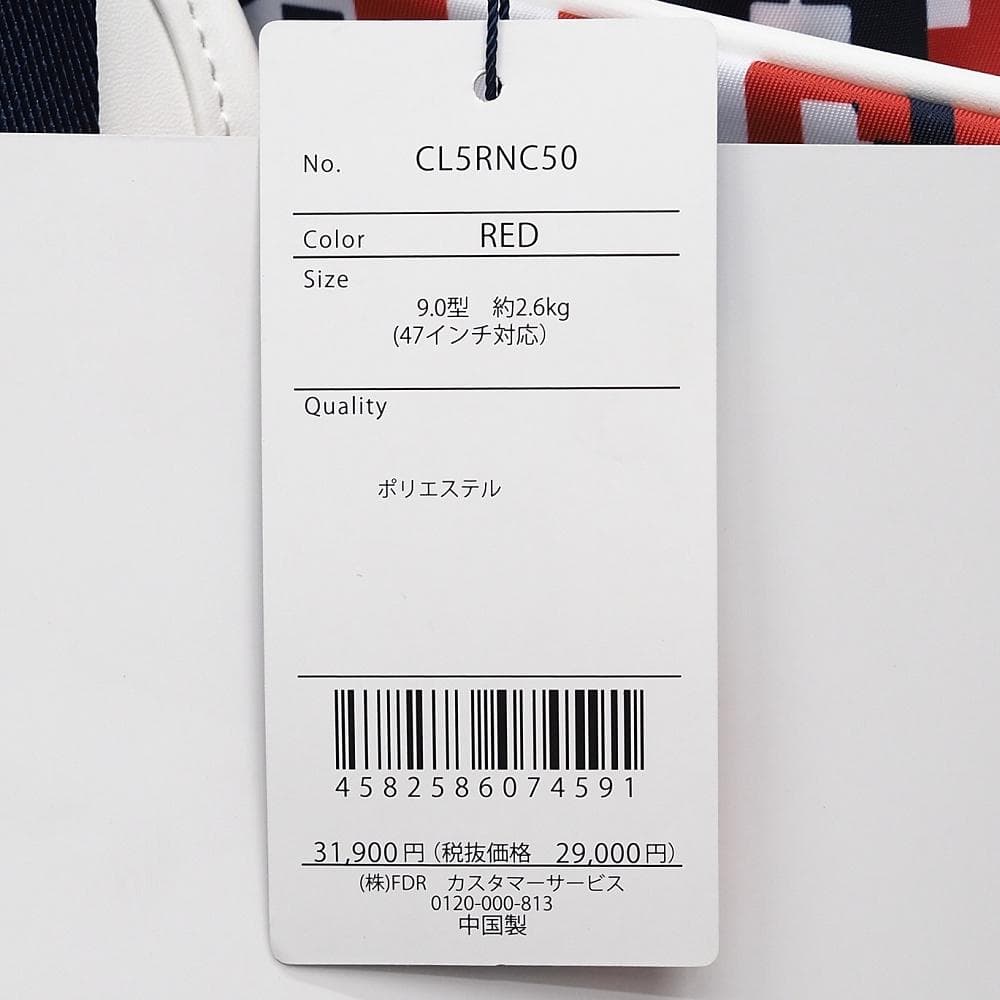 No. CL5RNC50
Color RED
Size
9.0型 約2.6kg
(47インチ対応）
Quality
ポリエステル
4582586074591
31,900円（税抜価格 29,000円）
(株)FDR カスタマーサービス
0120-000-813
中国製